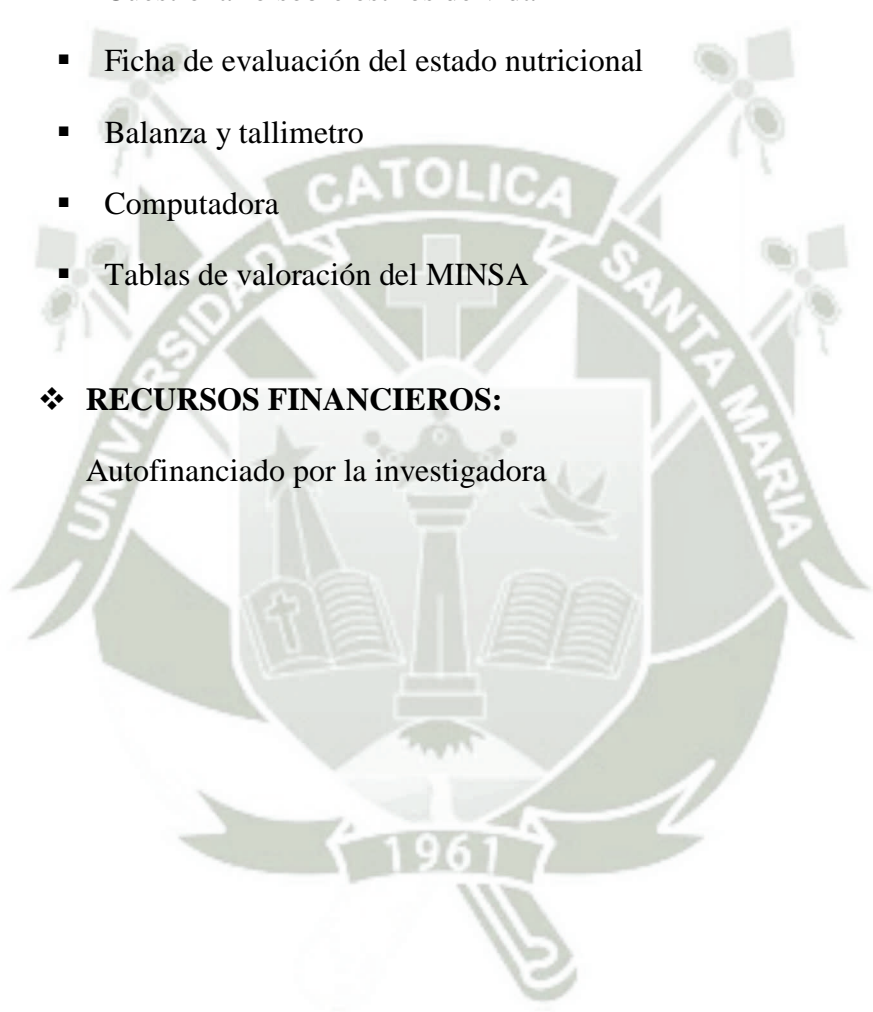 ▪ Ficha de evaluación del estado nutricional
▪ Balanza y tallimetro
▪ Computadora
▪ Tablas de valoración del MINSA
❖ RECURSOS FINANCIEROS:
Autofinanciado por la investigadora
UNIVERSIDAD CATOLICA SANTA MARIA
1961